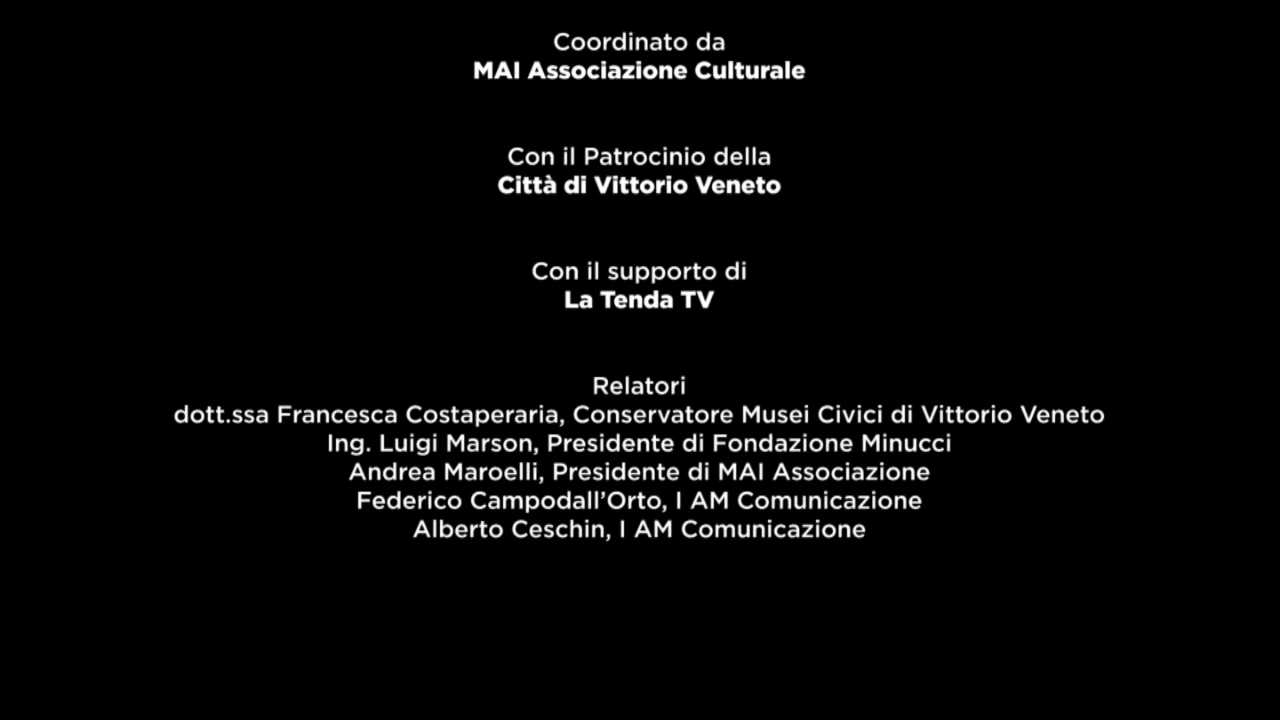 Coordinato da
MAI Associazione Culturale
Con il Patrocinio della
Città di Vittorio Veneto
Con il supporto di
La Tenda TV
Relatori
dott.ssa Francesca Costaperaria, Conservatore Musei Civici di Vittorio Veneto
Ing. Luigi Marson, Presidente di Fondazione Minucci
Andrea Maroelli, Presidente di MAI Associazione
Federico Campodall’Orto, I AM Comunicazione
Alberto Ceschin, I AM Comunicazione